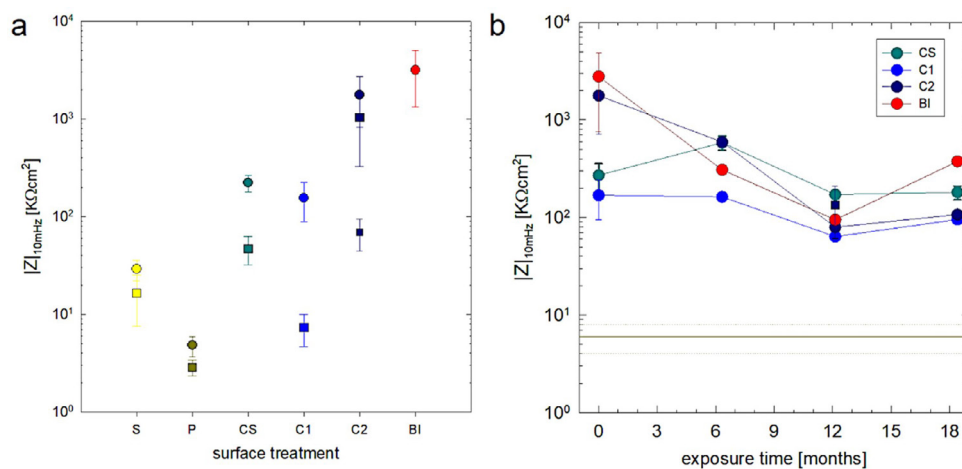 a
10⁴
10³
10²
10¹
10⁰
|Z|10mHz [KΩcm²]
S P CS C1 C2 BI
surface treatment
b
10⁴
10³
10²
10¹
10⁰
|Z|10mHz [KΩcm²]
CS
C1
C2
BI
0 3 6 9 12 15 18
exposure time [months]